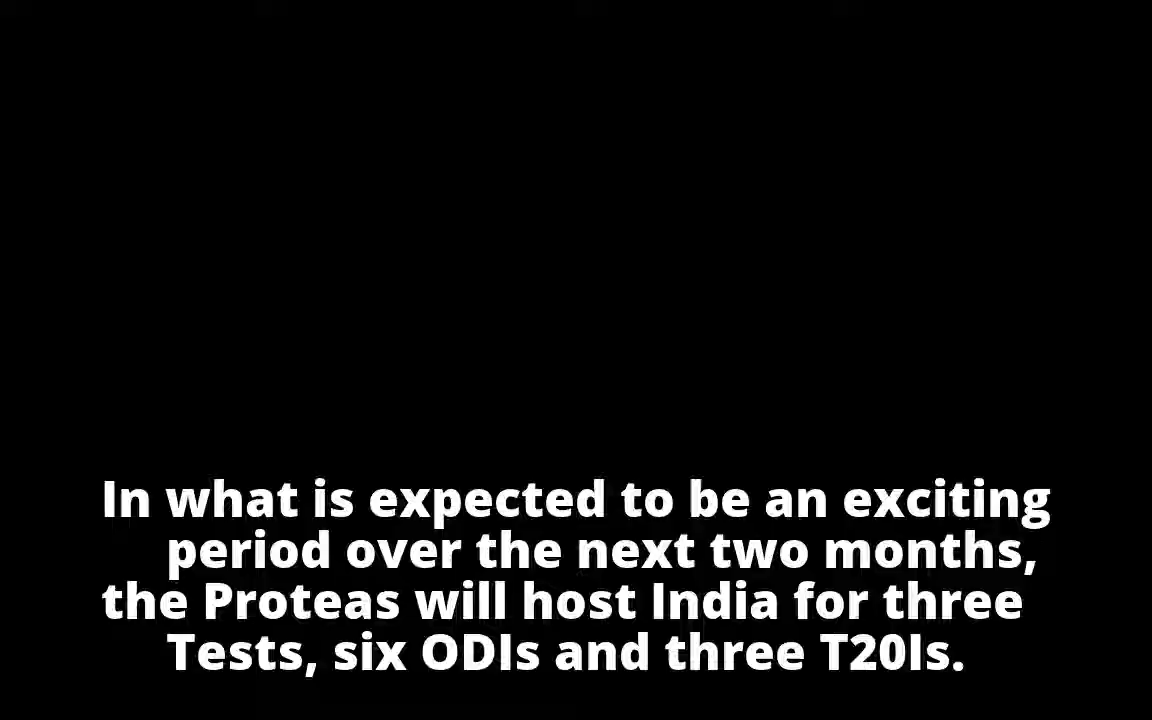 In what is expected to be an exciting
period over the next two months,
the Proteas will host India for three
Tests, six ODIs and three T20Is.